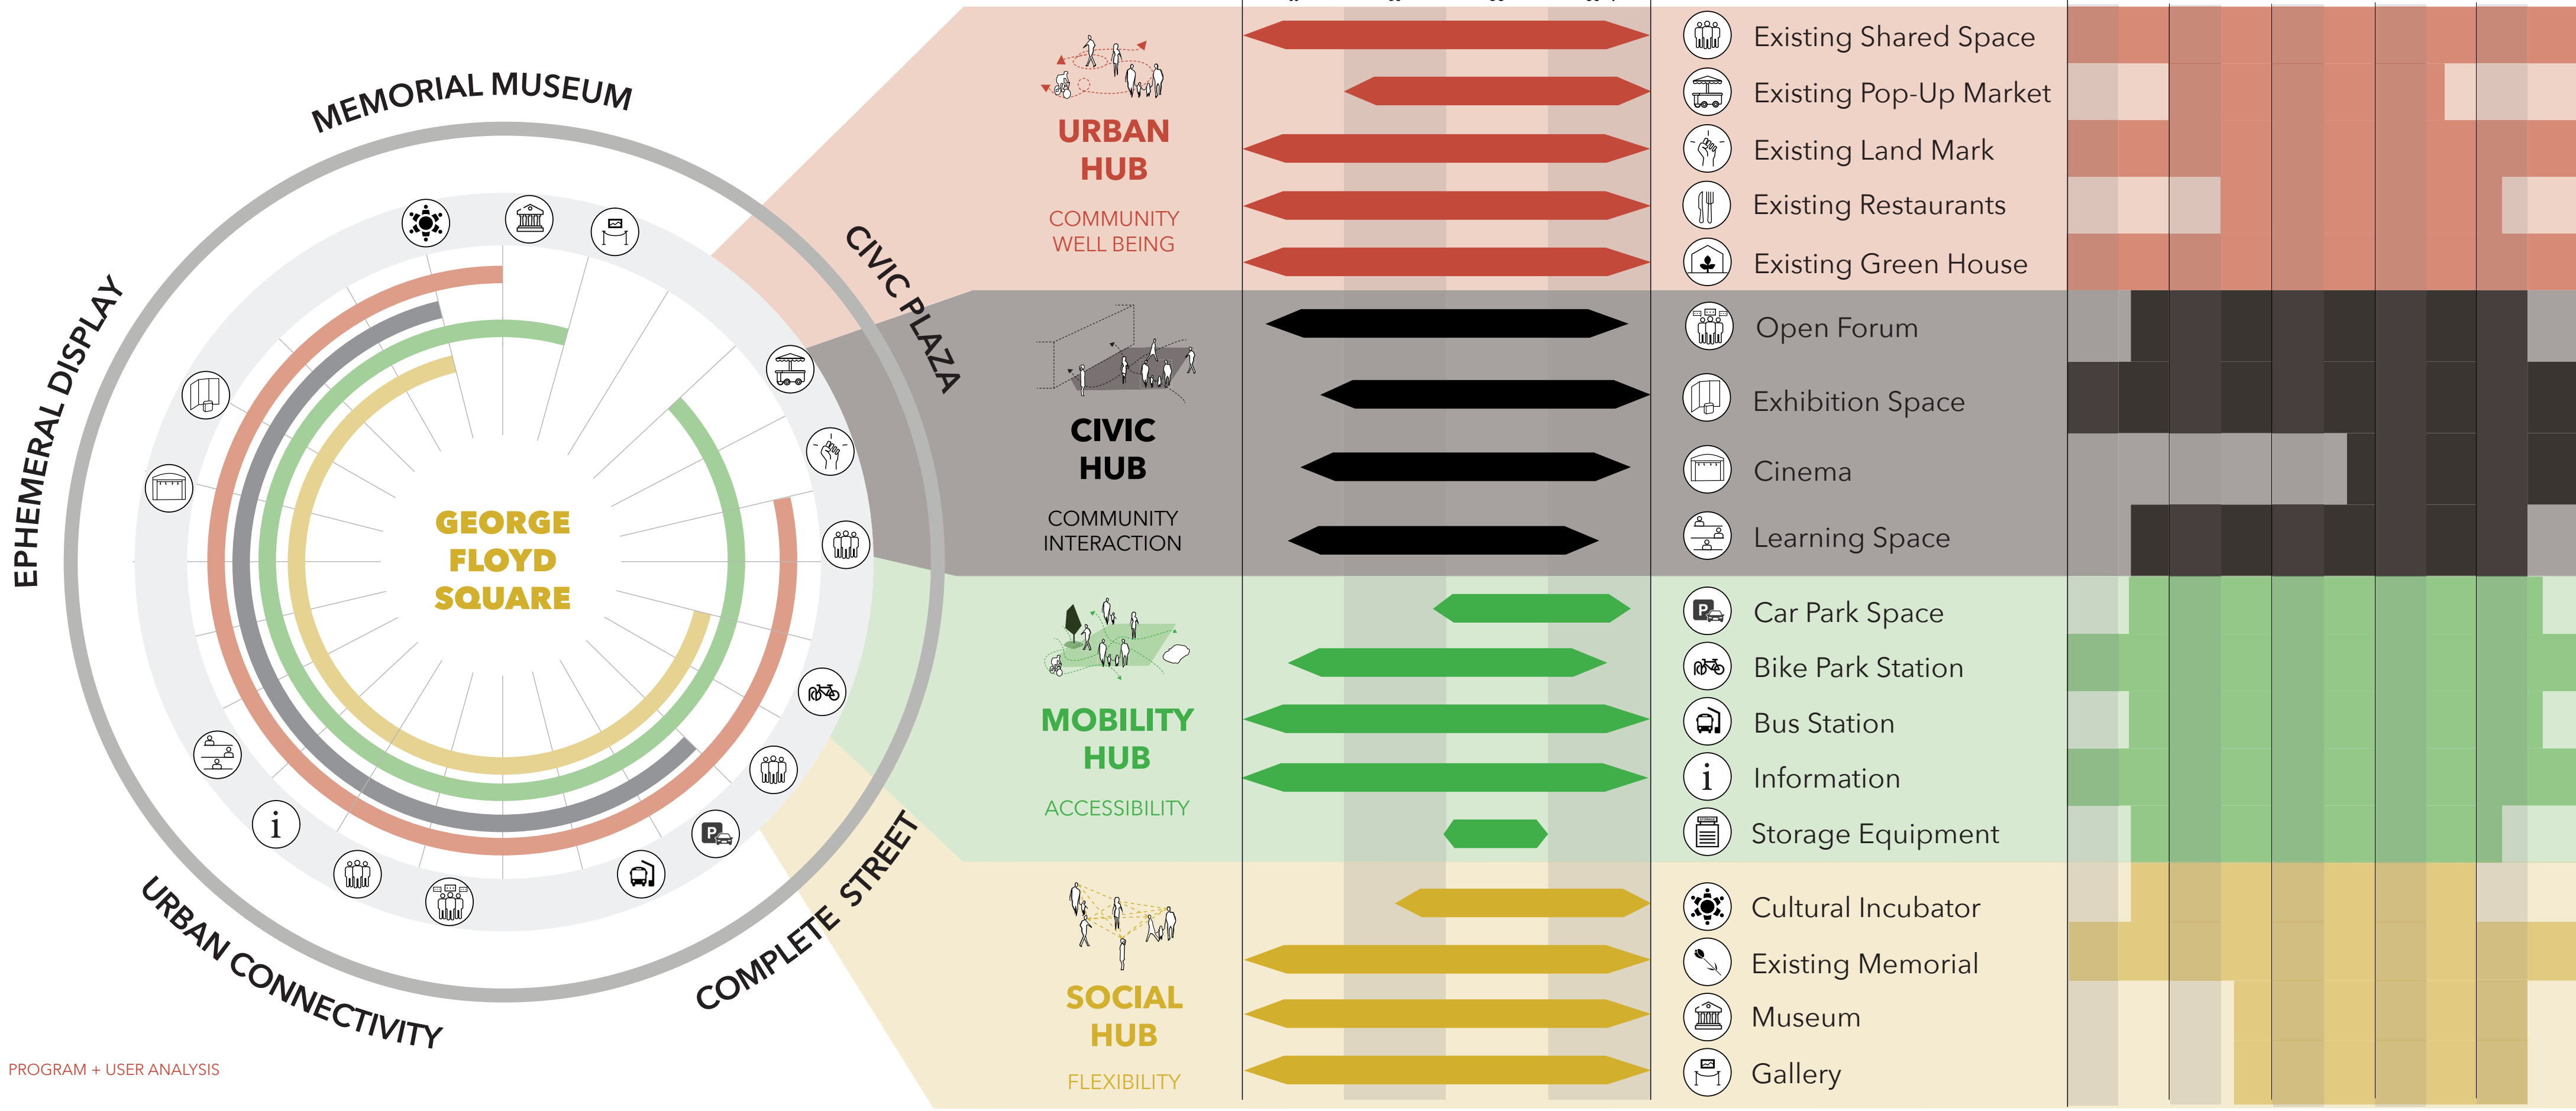 MEMORIAL MUSEUM
CIVIC PLAZA
EPHEMERAL DISPLAY
GEORGE
FLOYD
SQUARE
i
P
URBAN CONNECTIVITY
COMPLETE STREET
PROGRAM + USER ANALYSIS
URBAN
HUB
COMMUNITY
WELL BEING
Existing Shared Space
Existing Pop-Up Market
Existing Land Mark
Existing Restaurants
Existing Green House
CIVIC
HUB
COMMUNITY
INTERACTION
Open Forum
Exhibition Space
Cinema
Learning Space
MOBILITY
HUB
ACCESSIBILITY
P
Car Park Space
Bike Park Station
Bus Station
i
Information
Storage Equipment
SOCIAL
HUB
FLEXIBILITY
Cultural Incubator
Existing Memorial
Museum
Gallery